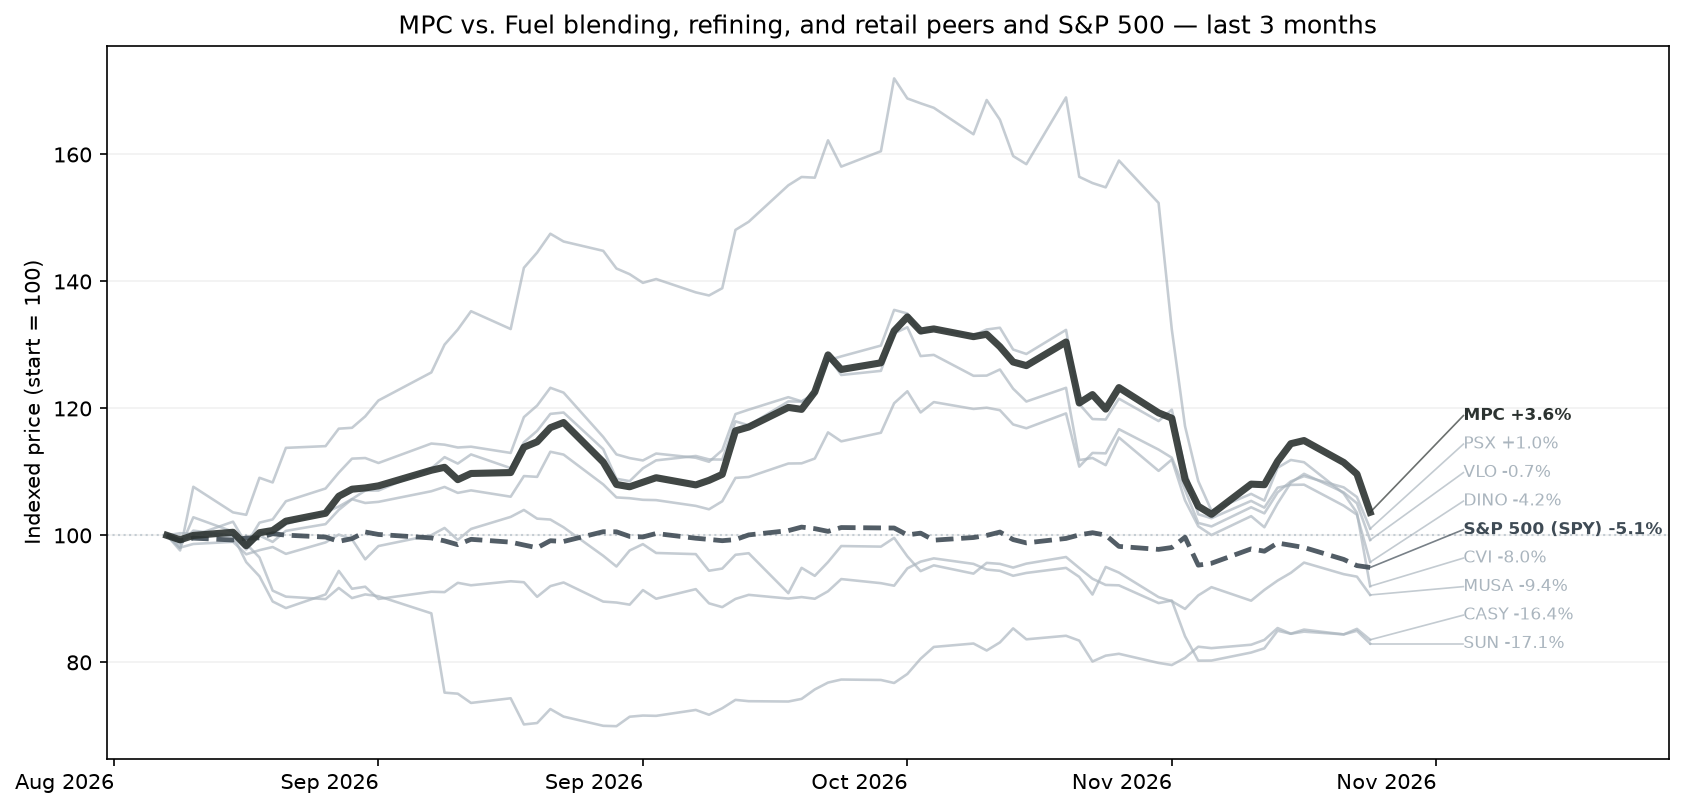 MPC vs. Fuel blending, refining, and retail peers and S&P 500 — last 3 months
Indexed price (start = 100)
160
140
120
100
80
MPC +3.6%
PSX +1.0%
VLO -0.7%
DINO -4.2%
S&P 500 (SPY) -5.1%
CVI -8.0%
MUSA -9.4%
CASY -16.4%
SUN -17.1%
Aug 2026
Sep 2026
Sep 2026
Oct 2026
Nov 2026
Nov 2026